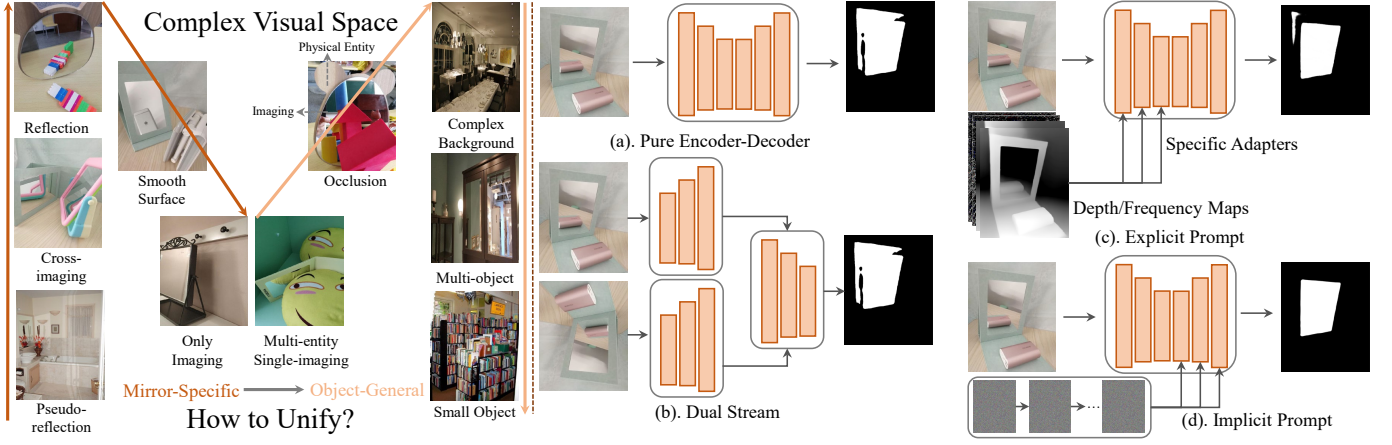 Complex Visual Space
Reflection
Cross-
imaging
Pseudo-
reflection
Smooth
Surface
Only
Imaging
Multi-entity
Single-imaging
Physical Entity
Imaging
Occlusion
Complex
Background
Multi-object
Small Object
Mirror-Specific
Object-General
How to Unify?
(a). Pure Encoder-Decoder
(b). Dual Stream
Specific Adapters
Depth/Frequency Maps
(c). Explicit Prompt
...
(d). Implicit Prompt